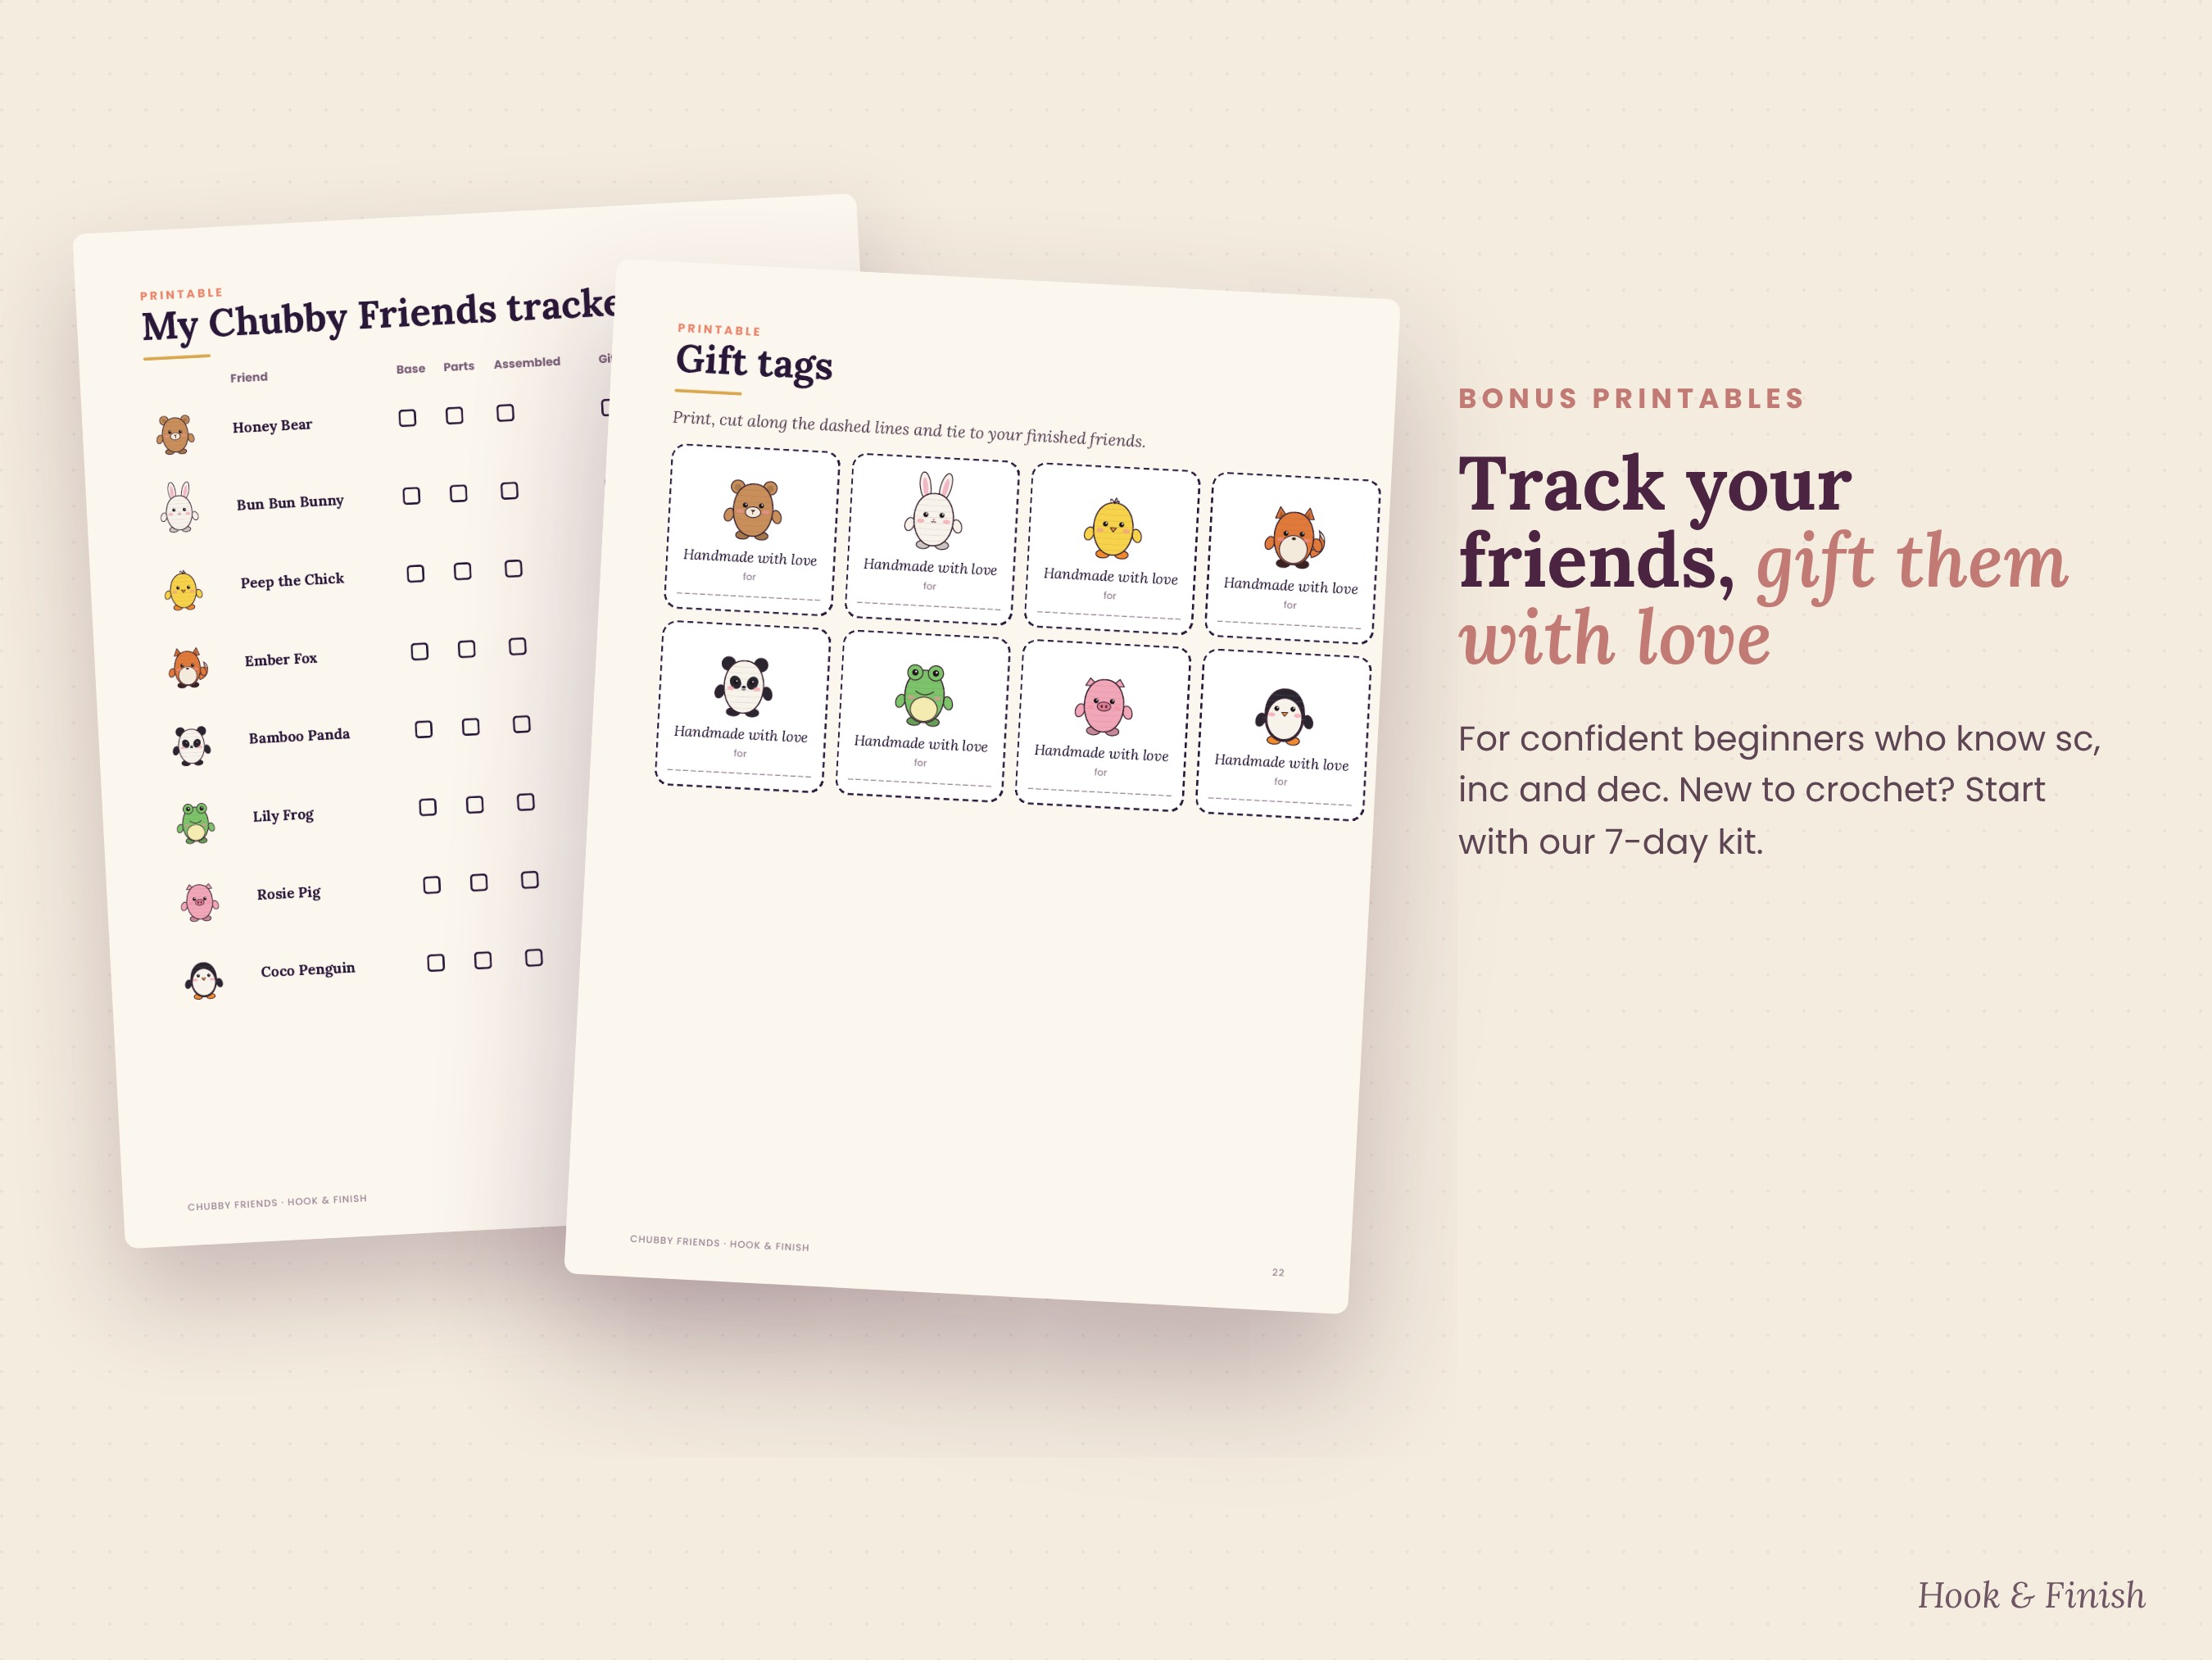 PRINTABLE
My Chubby Friends tracke
Friend Base Parts Assembled
Honey Bear
Bun Bun Bunny
Peep the Chick
Ember Fox
Bamboo Panda
Lily Frog
Rosie Pig
Coco Penguin
CHUBBY FRIENDS · HOOK & FINISH
PRINTABLE
Gift tags
Print, cut along the dashed lines and tie to your finished friends.
Handmade with love
for
Handmade with love
for
Handmade with love
for
Handmade with love
for
Handmade with love
for
Handmade with love
for
Handmade with love
for
Handmade with love
for
CHUBBY FRIENDS · HOOK & FINISH
22
BONUS PRINTABLES
Track your
friends, gift them
with love
For confident beginners who know sc,
inc and dec. New to crochet? Start
with our 7-day kit.
Hook & Finish